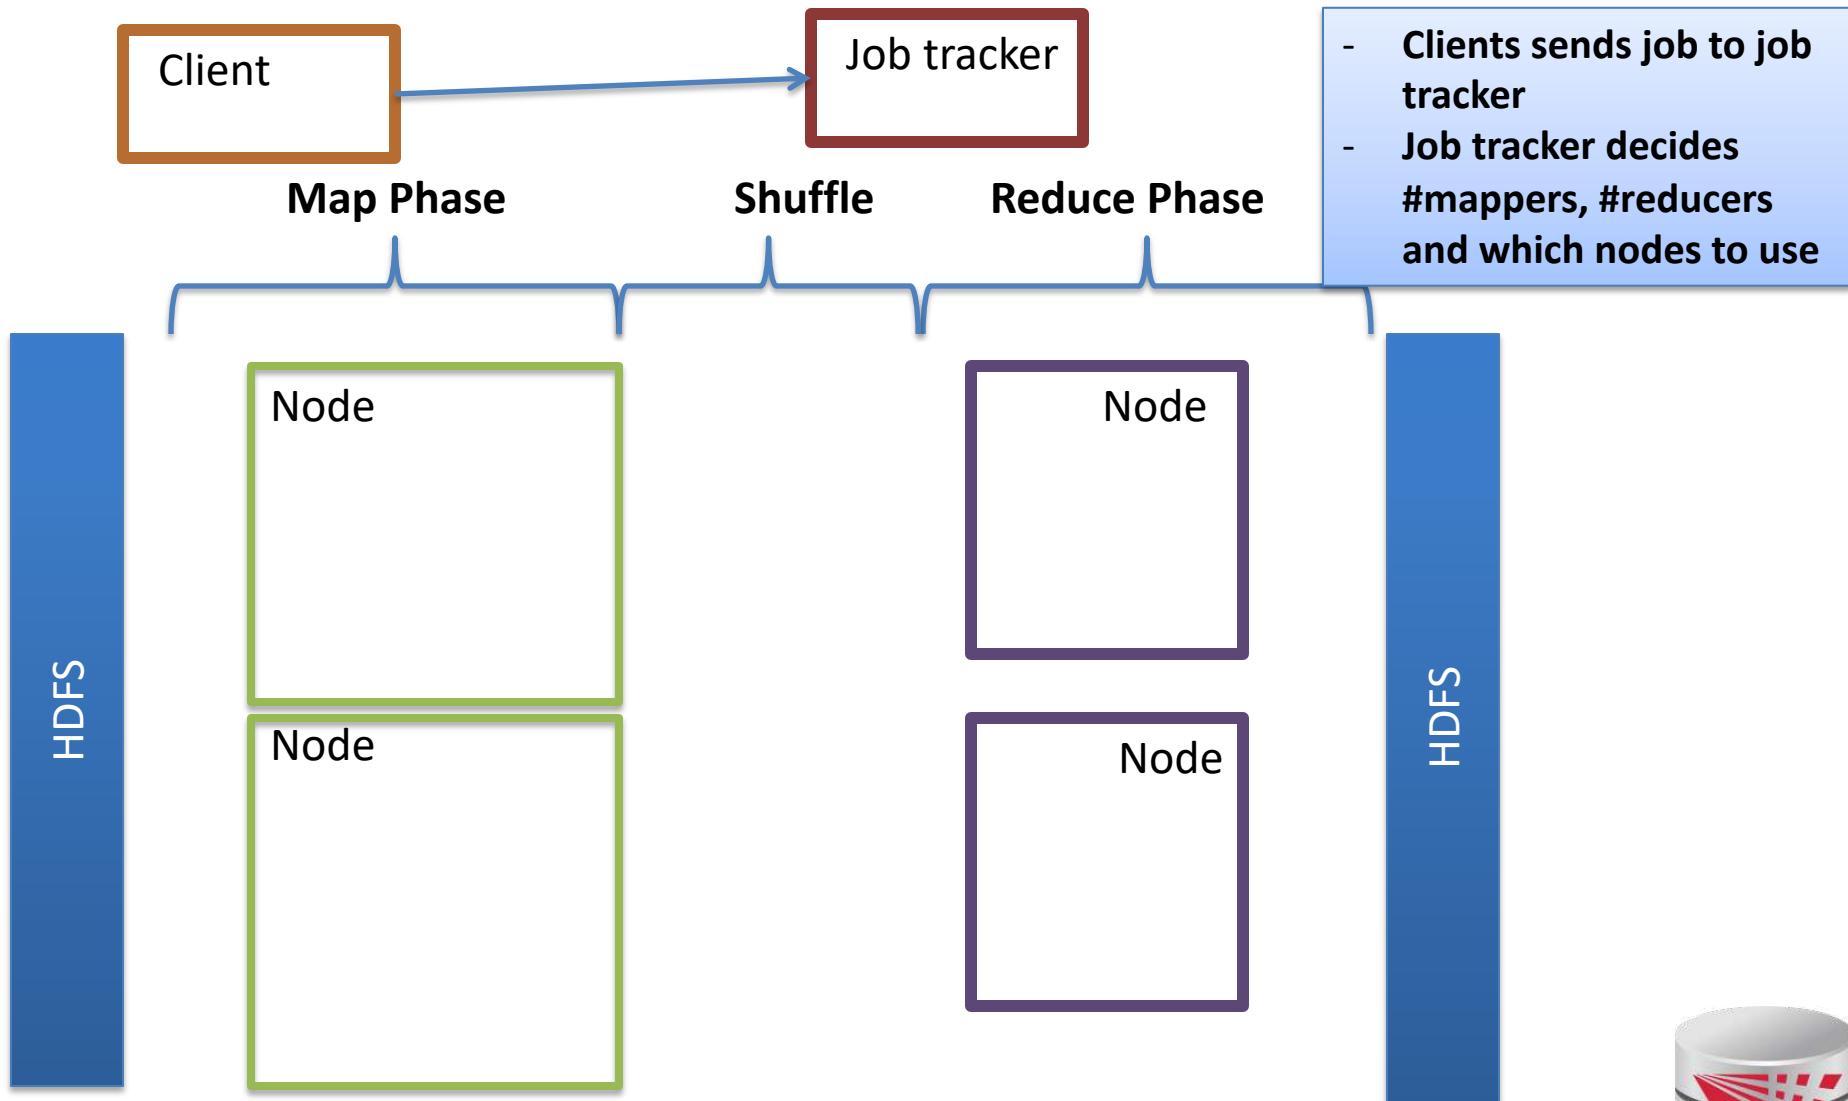 Client
Job tracker
- Clients sends job to job
tracker
- Job tracker decides
#mappers, #reducers
and which nodes to use
Map Phase
Shuffle
Reduce Phase
HDFS
Node
Node
Node
Node
HDFS